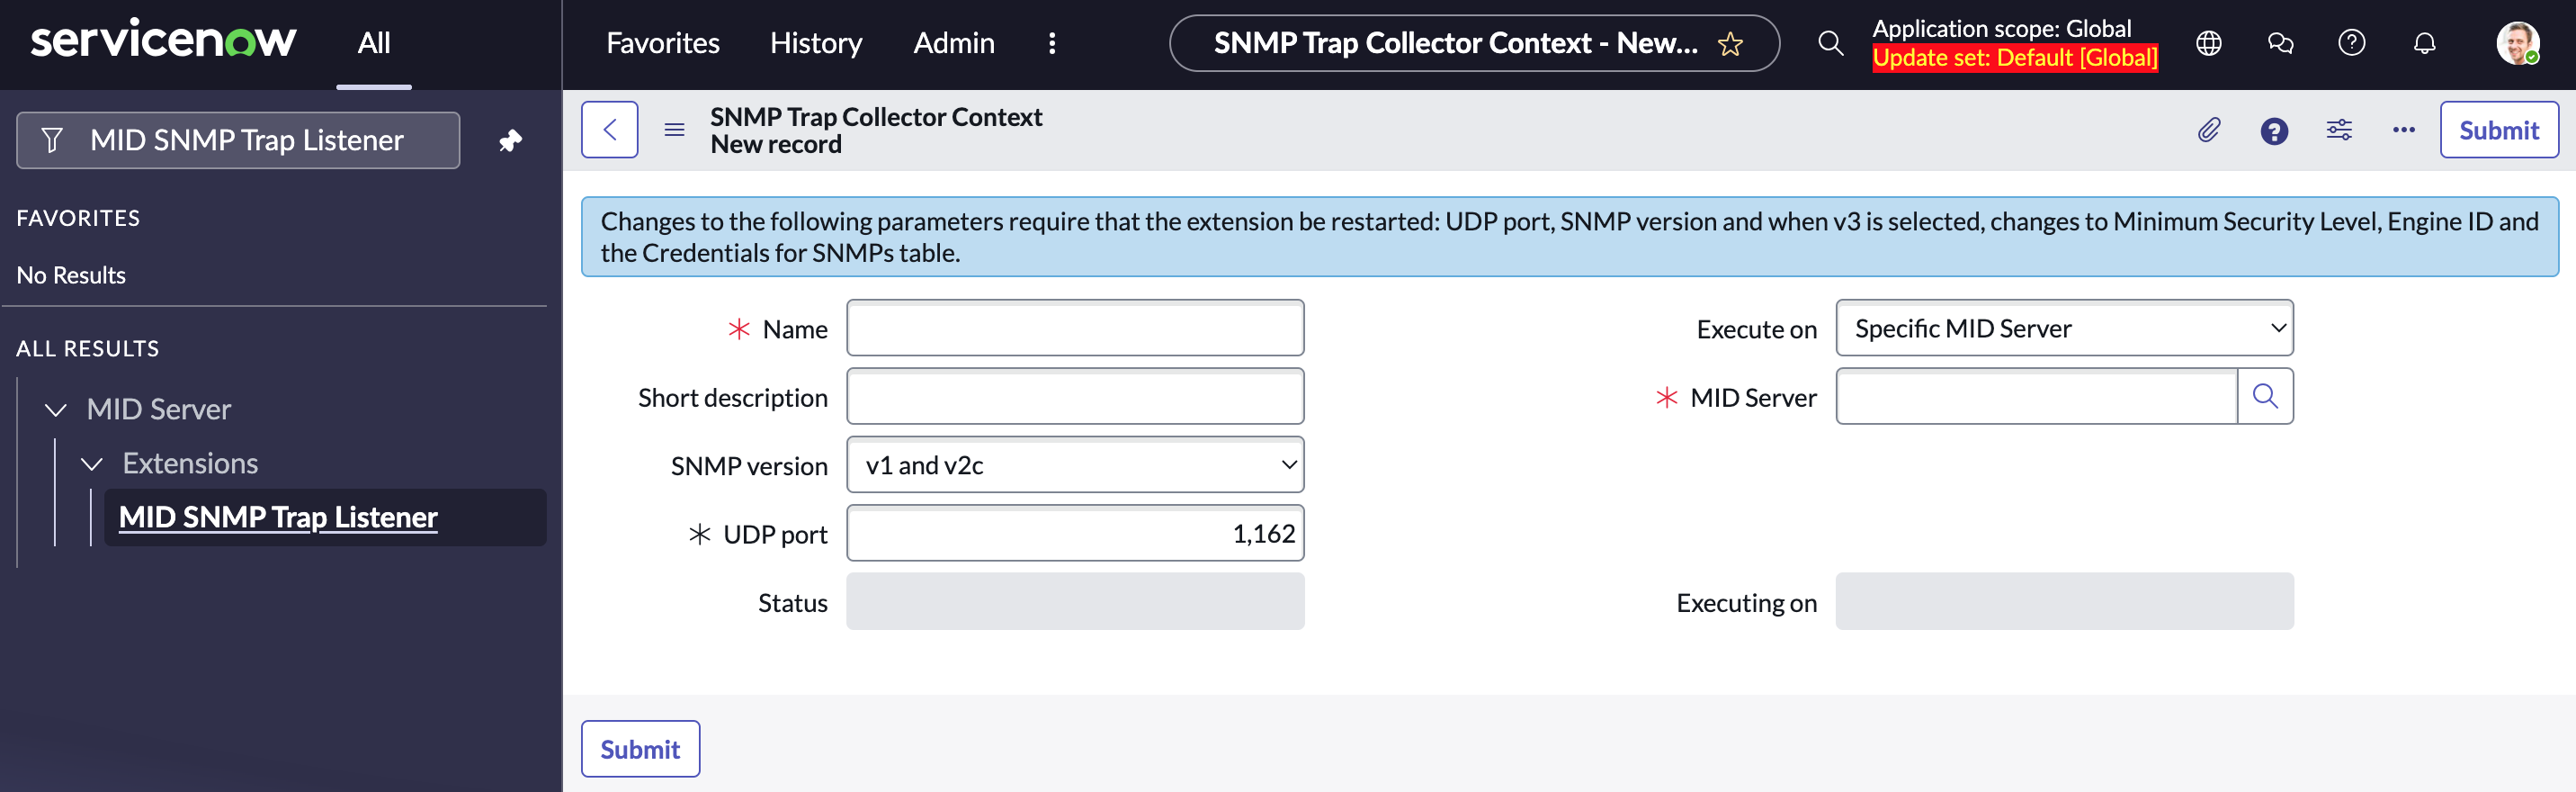 servicenow
All
Favorites
History
Admin
SNMP Trap Collector Context - New...
Application scope: Global
Update set: Default [Global]
MID SNMP Trap Listener
FAVORITES
No Results
ALL RESULTS
MID Server
Extensions
MID SNMP Trap Listener
SNMP Trap Collector Context
New record
Submit
Changes to the following parameters require that the extension be restarted: UDP port, SNMP version and when v3 is selected, changes to Minimum Security Level, Engine ID and
the Credentials for SNMPs table.
Name
Short description
SNMP version v1 and v2c
UDP port 1,162
Status
Execute on Specific MID Server
MID Server
Executing on
Submit